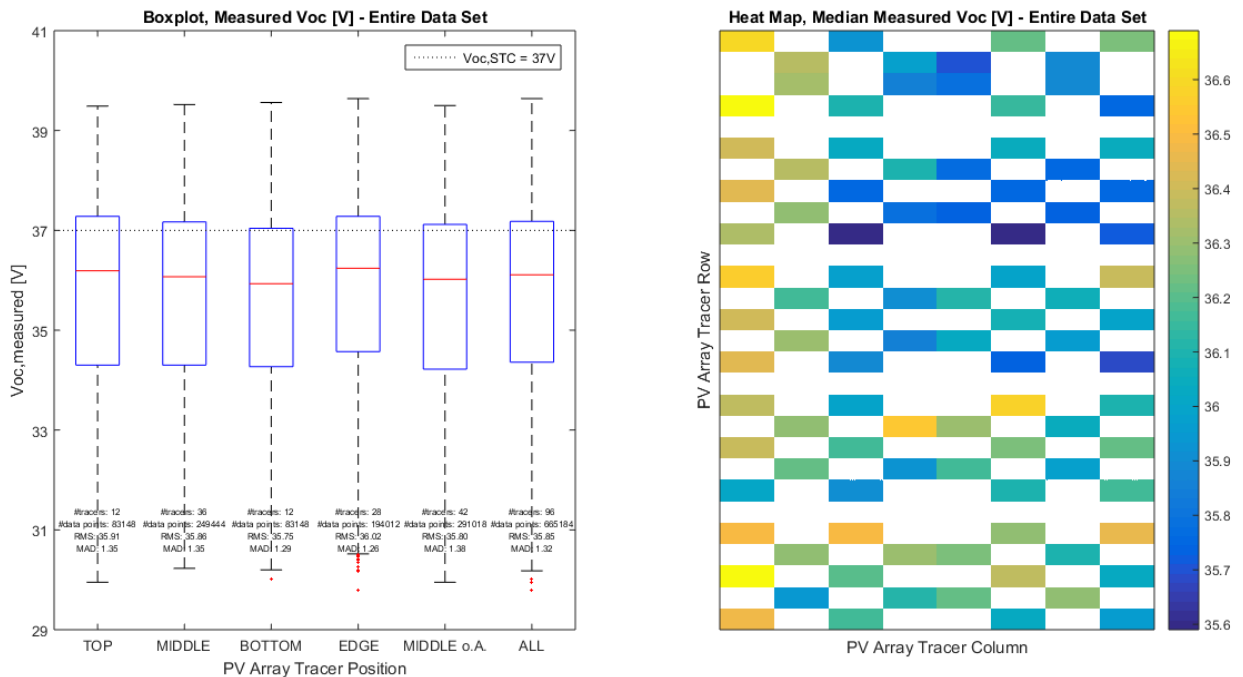 Boxplot, Measured Voc [V] - Entire Data Set
41
39
37
35
33
31
29
Voc,measured [V]
Voc,STC = 37V
#tracers: 12
#data points: 83148
RMS: 35.91
MAD: 1.35
#tracers: 36
#data points: 249444
RMS: 35.86
MAD: 1.35
#tracers: 12
#data points: 83148
RMS: 35.75
MAD: 1.29
#tracers: 28
#data points: 194012
RMS: 36.02
MAD: 1.26
#tracers: 42
#data points: 291018
RMS: 35.80
MAD: 1.38
#tracers: 96
#data points: 665184
RMS: 35.85
MAD: 1.32
TOP MIDDLE BOTTOM EDGE MIDDLE o.A. ALL
PV Array Tracer Position
Heat Map, Median Measured Voc [V] - Entire Data Set
PV Array Tracer Row
PV Array Tracer Column
36.6
36.5
36.4
36.3
36.2
36.1
36
35.9
35.8
35.7
35.6